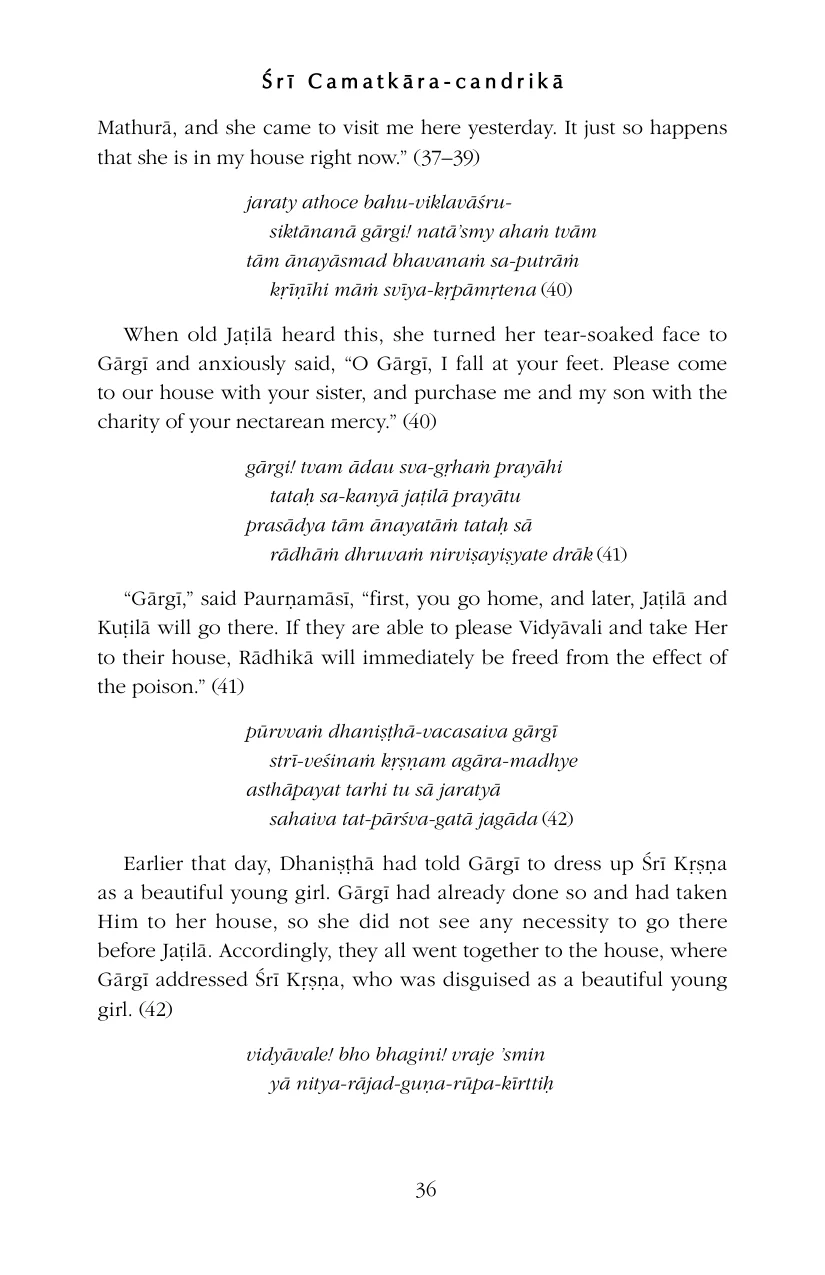 Śrī Camatkāra-candrikā
Mathurā, and she came to visit me here yesterday. It just so happens
that she is in my house right now.” (37–39)
jaraty athoce bahu-viklavāśru-
siktānanā gārgi! natā’smy ahaṁ tvām
tām ānayāsmad bhavanaṁ sa-putrāṁ
kṛīṇīhi māṁ svīya-kṛpāmṛtena (40)
When old Jaṭilā heard this, she turned her tear-soaked face to
Gārgī and anxiously said, “O Gārgī, I fall at your feet. Please come
to our house with your sister, and purchase me and my son with the
charity of your nectarean mercy.” (40)
gārgi! tvam ādau sva-gṛhaṁ prayāhi
tataḥ sa-kanyā jaṭilā prayātu
prasādya tām ānayatāṁ tataḥ sā
rādhāṁ dhruvaṁ nirviṣayiṣyate drāk (41)
“Gārgī,” said Paurṇamāsī, “first, you go home, and later, Jaṭilā and
Kuṭilā will go there. If they are able to please Vidyāvali and take Her
to their house, Rādhikā will immediately be freed from the effect of
the poison.” (41)
pūrvvaṁ dhaniṣṭhā-vacasaiva gārgī
strī-veśinaṁ kṛṣṇam agāra-madhye
asthāpayat tarhi tu sā jaratyā
sahaiva tat-pārśva-gatā jagāda (42)
Earlier that day, Dhaniṣṭhā had told Gārgī to dress up Śrī Kṛṣṇa
as a beautiful young girl. Gārgī had already done so and had taken
Him to her house, so she did not see any necessity to go there
before Jaṭilā. Accordingly, they all went together to the house, where
Gārgī addressed Śrī Kṛṣṇa, who was disguised as a beautiful young
girl. (42)
vidyāvale! bho bhagini! vraje ’smin
yā nitya-rājad-guṇa-rūpa-kīrttiḥ
36